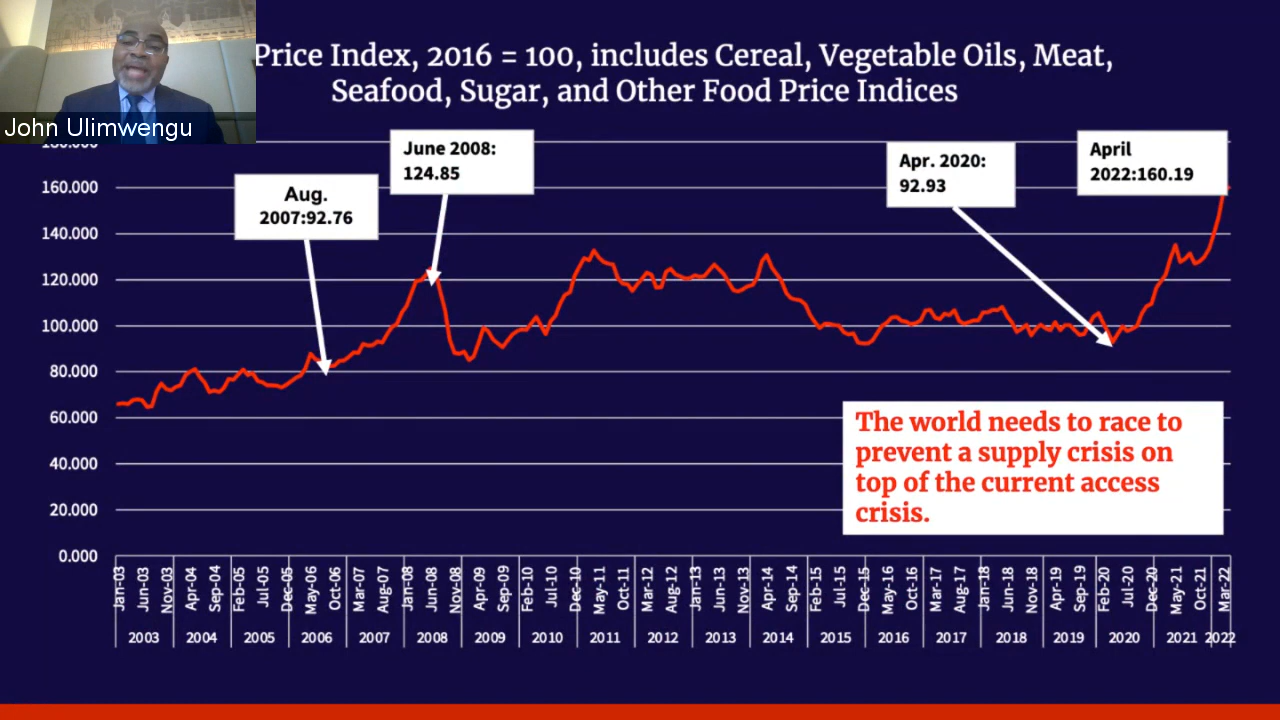 Price Index, 2016 = 100, includes Cereal, Vegetable Oils, Meat,
Seafood, Sugar, and Other Food Price Indices
John Ulimwengu
June 2008:
124.85
Aug.
2007:92.76
Apr. 2020:
92.93
April
2022:160.19
160.000
140.000
120.000
100.000
80.000
60.000
40.000
20.000
0.000
The world needs to race to
prevent a supply crisis on
top of the current access
crisis.
Jan-03 Jun-03 Nov-03 Apr-04 Sep-04 Feb-05 Jul-05 Dec-05 May-06 Oct-06 Mar-07 Aug-07 Jan-08 Jun-08 Nov-08 Apr-09 Sep-09 Feb-10 Jul-10 Dec-10 May-11 Oct-11 Mar-12 Aug-12 Jan-13 Jun-13 Nov-13 Apr-14 Sep-14 Feb-15 Jul-15 Dec-15 May-16 Oct-16 Mar-17 Aug-17 Jan-18 Jun-18 Nov-18 Apr-19 Sep-19 Feb-20 Jul-20 Dec-20 May-21 Oct-21 Mar-22
2003 2004 2005 2006 2007 2008 2009 2010 2011 2012 2013 2014 2015 2016 2017 2018 2019 2020 2021 2022